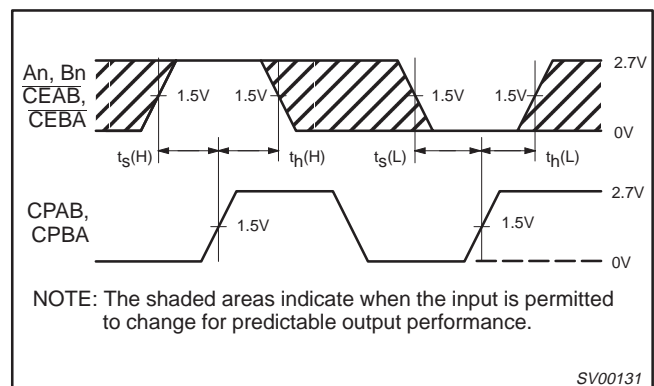 An, Bn
CEAB,
CEBA
1.5V
1.5V
1.5V
1.5V
2.7V
0V
ts(H)
th(H)
ts(L)
th(L)
CPAB,
CPBA
1.5V
1.5V
2.7V
0V
NOTE: The shaded areas indicate when the input is permitted
to change for predictable output performance.
SV00131